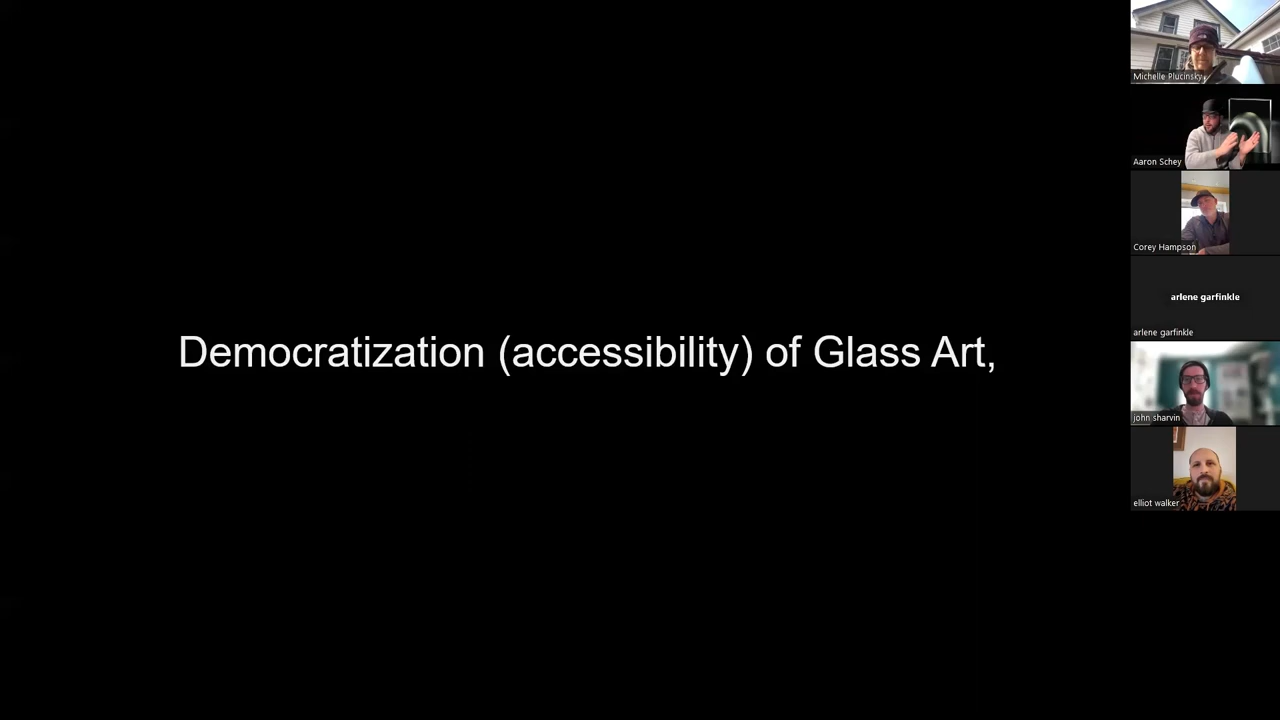 Michelle Plucinsky
Aaron Schey
Corey Hampson
arlene garfinkle
arlene garfinkle
john sharvin
elliot walker
Democratization (accessibility) of Glass Art,